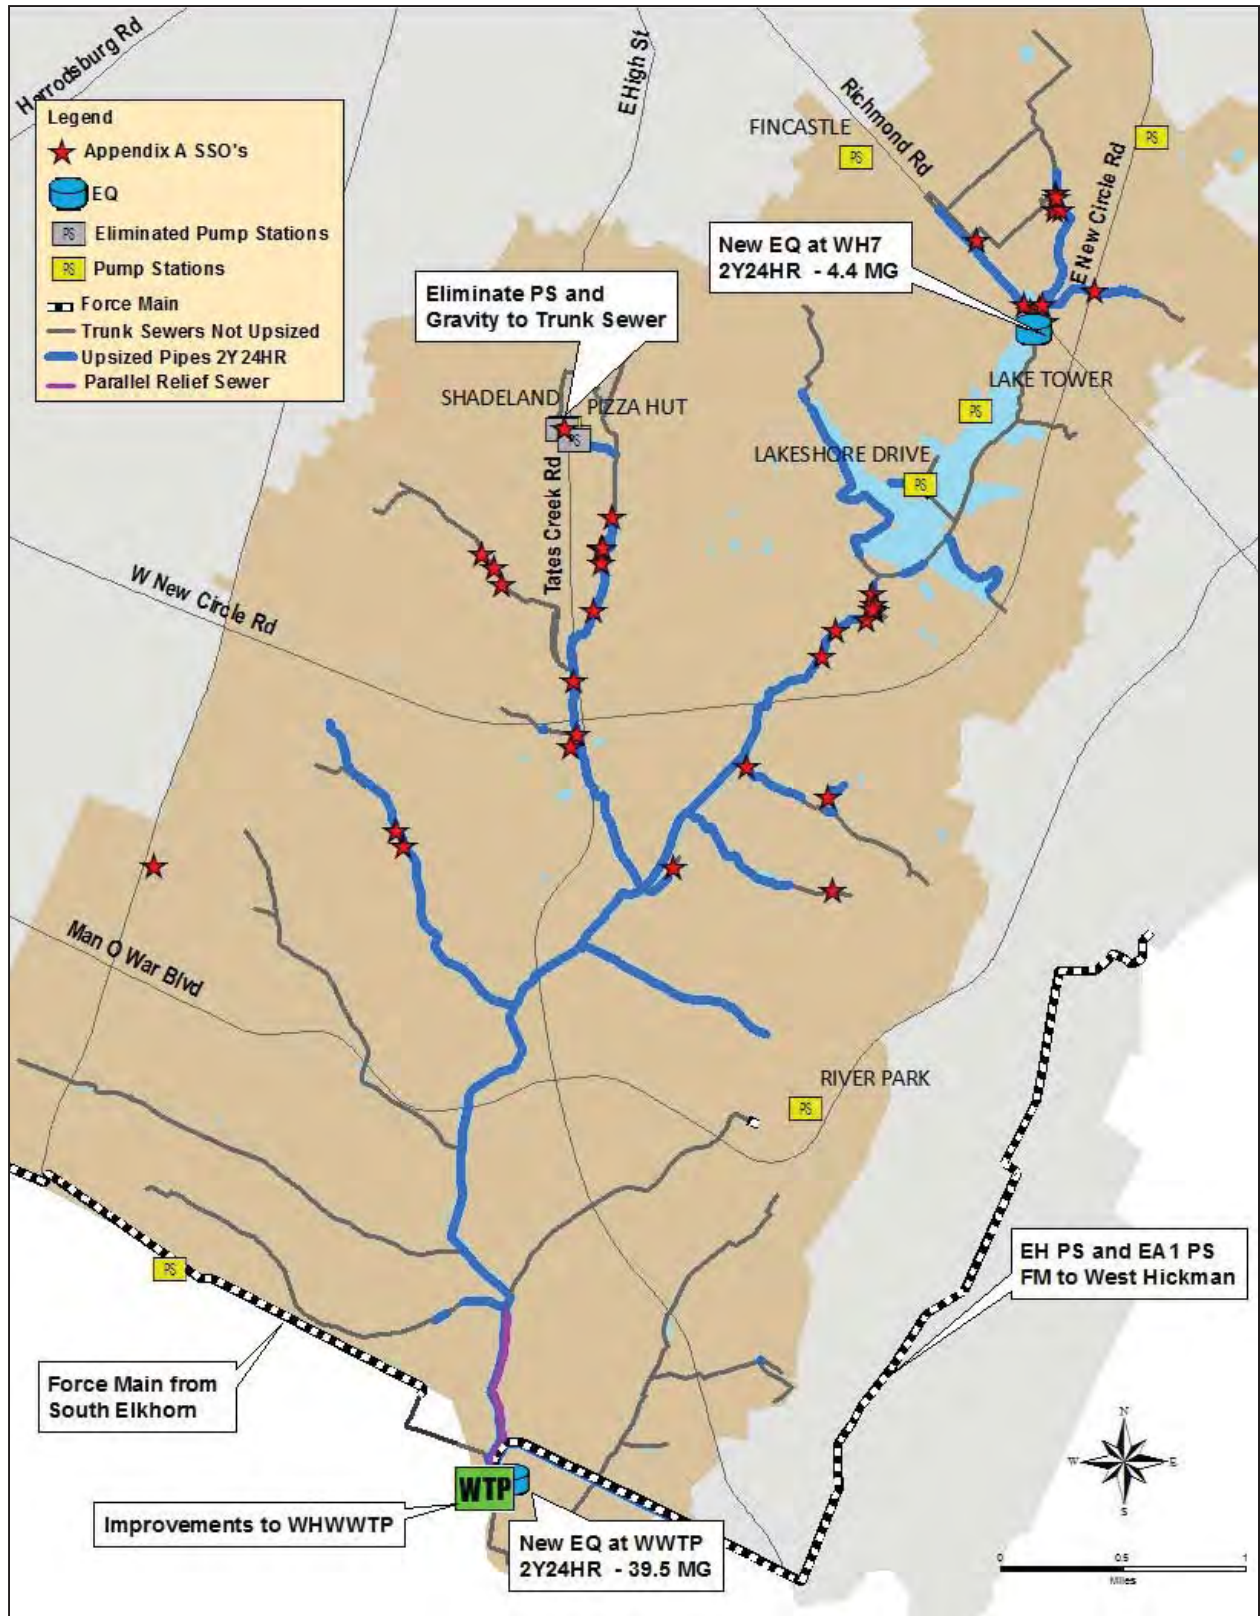 Harrodsburg Rd
E High St
Richmond Rd
FINCASTLE
PS
PS
E New Circle Rd
Legend
Appendix A SSO's
EQ
PS Eliminated Pump Stations
PS Pump Stations
Force Main
Trunk Sewers Not Upsized
Upsized Pipes 2Y24HR
Parallel Relief Sewer
New EQ at WH7
2Y24HR - 4.4 MG
Eliminate PS and
Gravity to Trunk Sewer
SHADELAND
PIZZA HUT
PS
LAKE TOWER
PS
LAKESHORE DRIVE
PS
Tates Creek Rd
W New Circle Rd
Man O War Blvd
RIVER PARK
PS
PS
EH PS and EA1 PS
FM to West Hickman
Force Main from
South Elkhorn
WTP
Improvements to WHWWTP
New EQ at WWTP
2Y24HR - 39.5 MG
N
W E
S
0 0.5 1
Miles